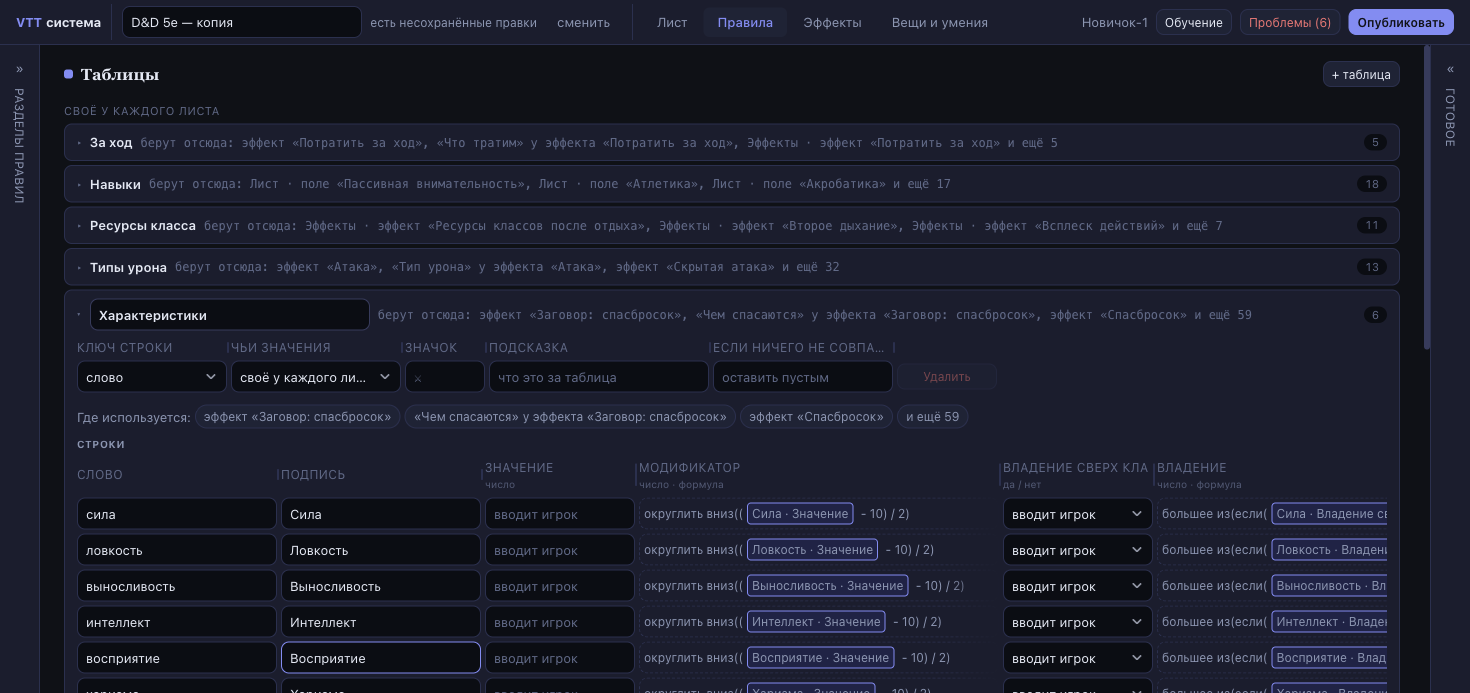 VTT система
D&D 5e — копия
есть несохранённые правки
сменить
Лист
Правила
Эффекты
Вещи и умения
Новичок-1
Обучение
Проблемы (6)
Опубликовать
»
РАЗДЕЛЫ ПРАВИЛ
«
ГОТОВОЕ
Таблицы
+ таблица
СВОЁ У КАЖДОГО ЛИСТА
За ход берут отсюда: эффект «Потратить за ход», «Что тратим» у эффекта «Потратить за ход», Эффекты · эффект «Потратить за ход» и ещё 5 5
Навыки берут отсюда: Лист · поле «Пассивная внимательность», Лист · поле «Атлетика», Лист · поле «Акробатика» и ещё 17 18
Ресурсы класса берут отсюда: Эффекты · эффект «Ресурсы классов после отдыха», Эффекты · эффект «Второе дыхание», Эффекты · эффект «Всплеск действий» и ещё 7 11
Типы урона берут отсюда: эффект «Атака», «Тип урона» у эффекта «Атака», эффект «Скрытая атака» и ещё 32 13
Характеристики берут отсюда: эффект «Заговор: спасбросок», «Чем спасаются» у эффекта «Заговор: спасбросок», эффект «Спасбросок» и ещё 59 6
КЛЮЧ СТРОКИ ЧЬИ ЗНАЧЕНИЯ ЗНАЧОК ПОДСКАЗКА ЕСЛИ НИЧЕГО НЕ СОВПА...
слово своё у каждого ли... что это за таблица оставить пустым Удалить
Где используется: эффект «Заговор: спасбросок» «Чем спасаются» у эффекта «Заговор: спасбросок» эффект «Спасбросок» и ещё 59
СТРОКИ
СЛОВО ПОДПИСЬ ЗНАЧЕНИЕ МОДИФИКАТОР ВЛАДЕНИЕ СВЕРХ КЛА ВЛАДЕНИЕ
число число · формула да / нет число · формула
сила Сила вводит игрок округлить вниз(( Сила · Значение - 10) / 2) вводит игрок большее из(если( Сила · Владение св
ловкость Ловкость вводит игрок округлить вниз(( Ловкость · Значение - 10) / 2) вводит игрок большее из(если( Ловкость · Владени
выносливость Выносливость вводит игрок округлить вниз(( Выносливость · Значение - 10) / 2) вводит игрок большее из(если( Выносливость · Вл
интеллект Интеллект вводит игрок округлить вниз(( Интеллект · Значение - 10) / 2) вводит игрок большее из(если( Интеллект · Владен
восприятие Восприятие вводит игрок округлить вниз(( Восприятие · Значение - 10) / 2) вводит игрок большее из(если( Восприятие · Влад